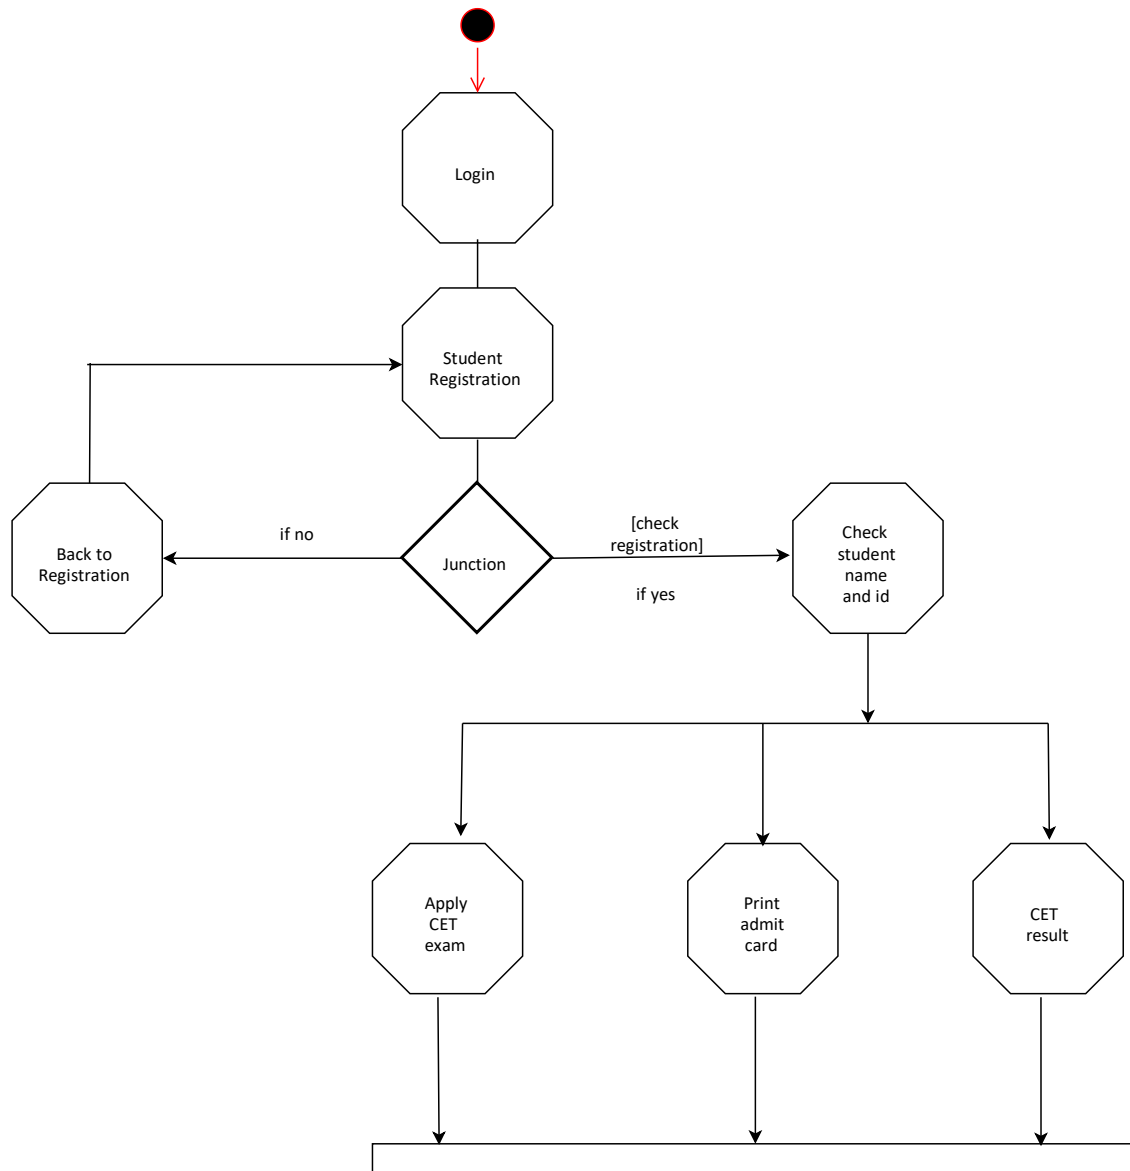 Login
Student
Registration
if no
[check
registration]
if yes
Back to
Registration
Junction
Check
student
name
and id
Apply
CET
exam
Print
admit
card
CET
result